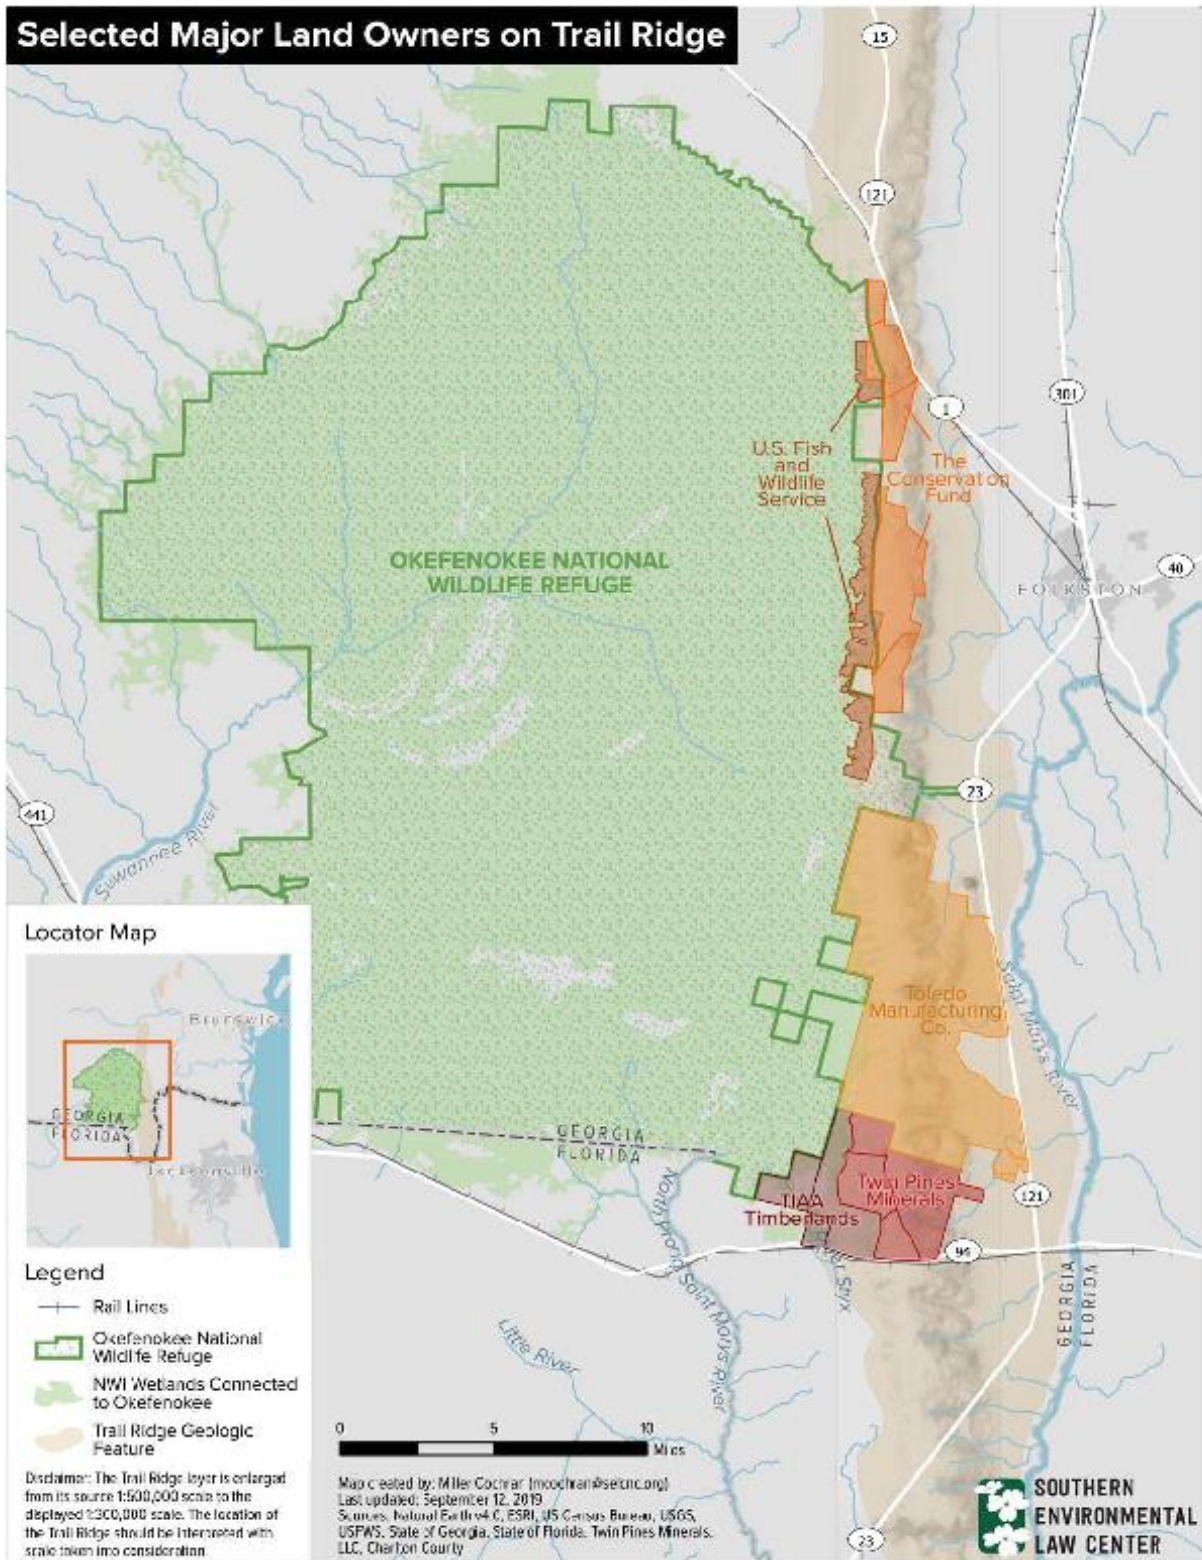 Selected Major Land Owners on Trail Ridge
15
121
1
301
U.S. Fish
and
Wildlife
Service
The
Conservation
Fund
OKEFENOKEE NATIONAL
WILDLIFE REFUGE
40
FOLKSTON
441
Suwannee River
23
Toledo
Manufacturing
Co.
Saint Marys River
GEORGIA
FLORIDA
TIAA
Timberlands
Twin Pines
Minerals
121
94
North Prong Saint Marys River
River Styx
Little River
GEORGIA
FLORIDA
23
Locator Map
Brunswick
GEORGIA
FLORIDA
Jacksonville
Legend
Rail Lines
Okefenokee National
Wildlife Refuge
NWI Wetlands Connected
to Okefenokee
Trail Ridge Geologic
Feature
Disclaimer: The Trail Ridge layer is enlarged
from its source 1:500,000 scale to the
displayed 1:300,000 scale. The location of
the Trail Ridge should be interpreted with
scale taken into consideration
0 5 10
Miles
Map created by: Miller Cochran (mcochran@selcnc.org)
Last updated: September 12, 2019
Sources: Natural Earth v4.0, ESRI, US Census Bureau, USGS,
USFWS, State of Georgia, State of Florida, Twin Pines Minerals,
LLC, Charlton County
SOUTHERN
ENVIRONMENTAL
LAW CENTER